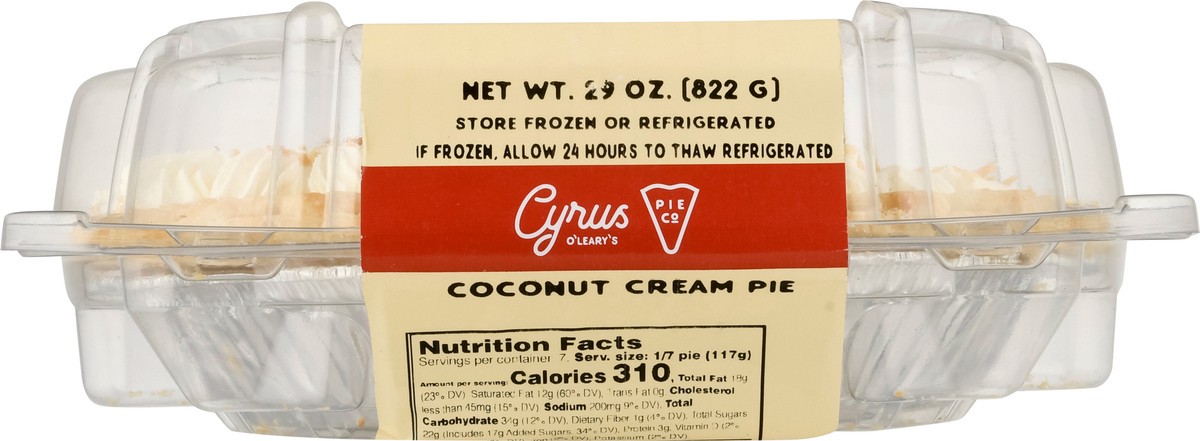 NET WT. 29 OZ. (822 G)
STORE FROZEN OR REFRIGERATED
IF FROZEN, ALLOW 24 HOURS TO THAW REFRIGERATED
Cyrus
O'LEARY'S
PIE
CO
COCONUT CREAM PIE
Nutrition Facts
Servings per container 7. Serv. size: 1/7 pie (117g)
Amount per serving Calories 310, Total Fat 18g
(23% DV) Saturated Fat 12g (60% DV), Trans Fat 0g Cholesterol
less than 45mg (15% DV) Sodium 200mg 9% DV), Total
Carbohydrate 34g (12% DV), Dietary Fiber 1g (4% DV), Total Sugars
22g (Includes 17g Added Sugars 34% DV), Protein 3g, Vitamin D (2%
Potassium (2% DV)